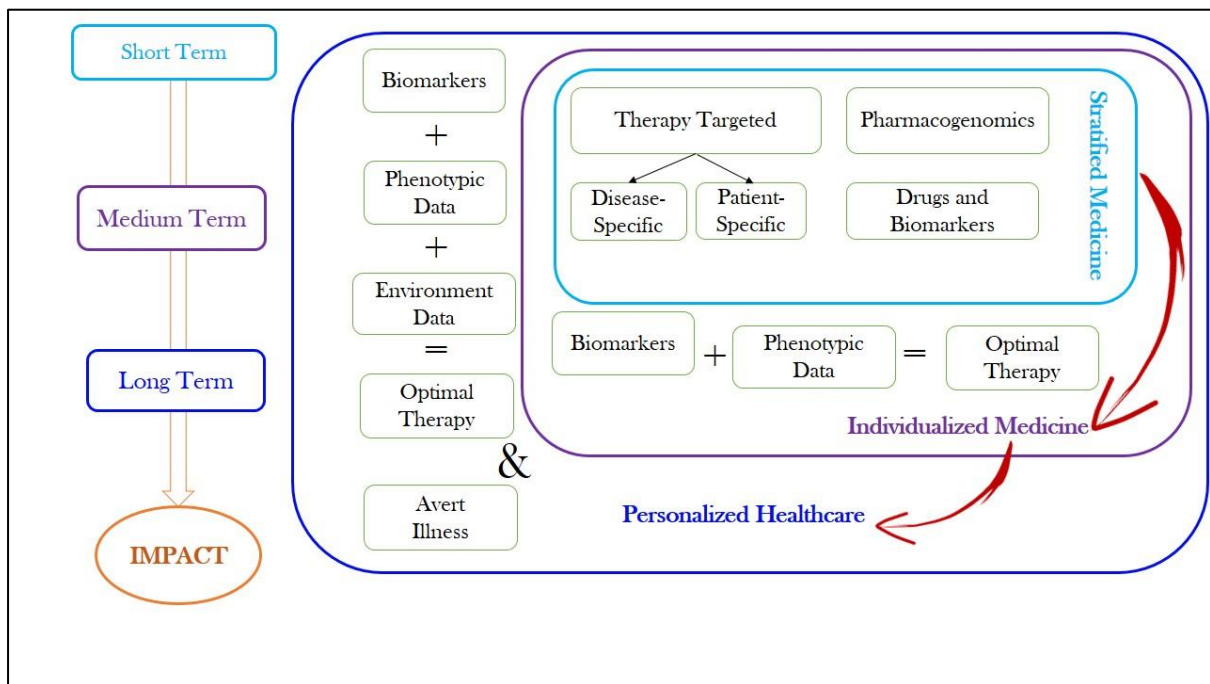 Short Term
Medium Term
Long Term
IMPACT
Biomarkers
+
Phenotypic
Data
+
Environment
Data
=
Optimal
Therapy
&
Avert
Illness
Therapy Targeted
Disease-
Specific
Patient-
Specific
Pharmacogenomics
Drugs and
Biomarkers
Stratified Medicine
Biomarkers + Phenotypic
Data = Optimal
Therapy
Individualized Medicine
Personalized Healthcare